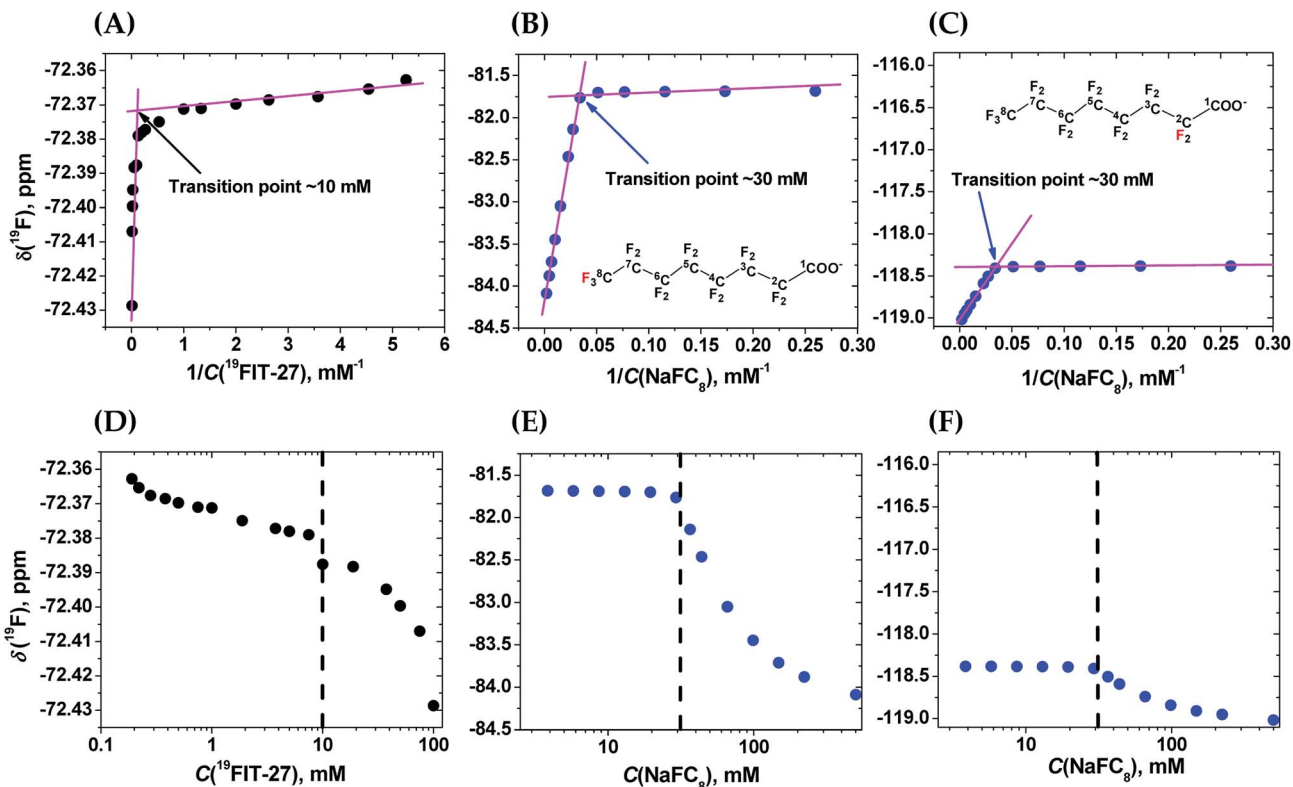 (A)
-72.36
-72.37
-72.38
-72.39
-72.40
-72.41
-72.42
-72.43
δ(¹⁹F), ppm
Transition point ~10 mM
0 1 2 3 4 5 6
1/C(¹⁹FIT-27), mM⁻¹
(B)
-81.5
-82.0
-82.5
-83.0
-83.5
-84.0
-84.5
Transition point ~30 mM
F₃⁸C ⁷C F₂ ⁶C F₂ ⁵C F₂ ⁴C F₂ ³C F₂ ²C F₂ ¹COO⁻
0.00 0.05 0.10 0.15 0.20 0.25 0.30
1/C(NaFC₈), mM⁻¹
(C)
-116.0
-116.5
-117.0
-117.5
-118.0
-118.5
-119.0
F₃⁸C ⁷C F₂ ⁶C F₂ ⁵C F₂ ⁴C F₂ ³C F₂ ²C F₂ ¹COO⁻
Transition point ~30 mM
0.00 0.05 0.10 0.15 0.20 0.25 0.30
1/C(NaFC₈), mM⁻¹
(D)
-72.36
-72.37
-72.38
-72.39
-72.40
-72.41
-72.42
-72.43
δ(¹⁹F), ppm
0.1 1 10 100
C(¹⁹FIT-27), mM
(E)
-81.5
-82.0
-82.5
-83.0
-83.5
-84.0
-84.5
10 100
C(NaFC₈), mM
(F)
-116.0
-116.5
-117.0
-117.5
-118.0
-118.5
-119.0
10 100
C(NaFC₈), mM